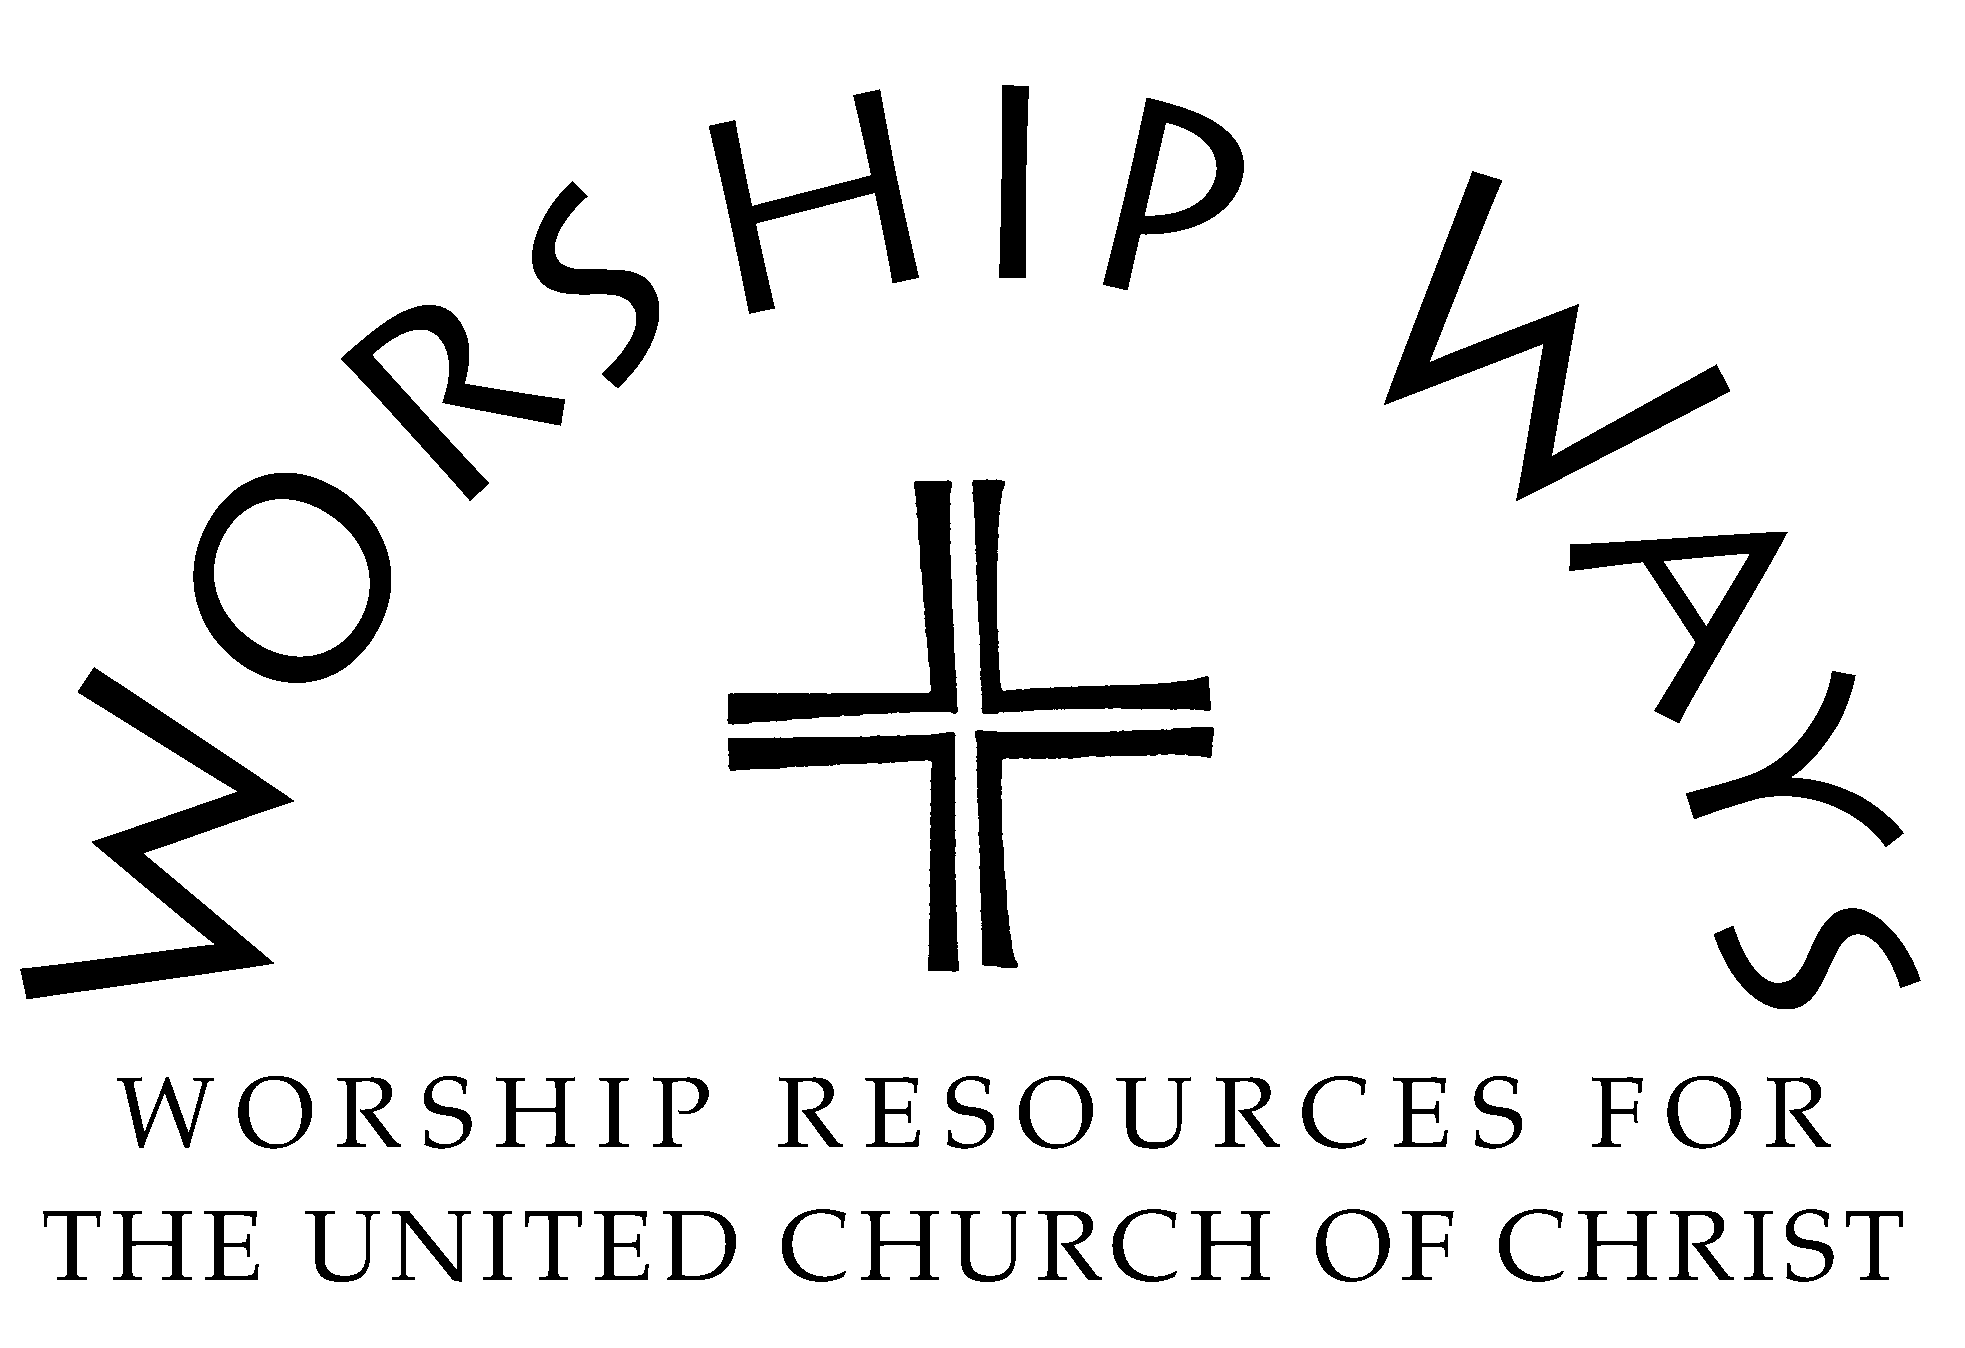 WORSHIP WAYS
WORSHIP RESOURCES FOR
THE UNITED CHURCH OF CHRIST